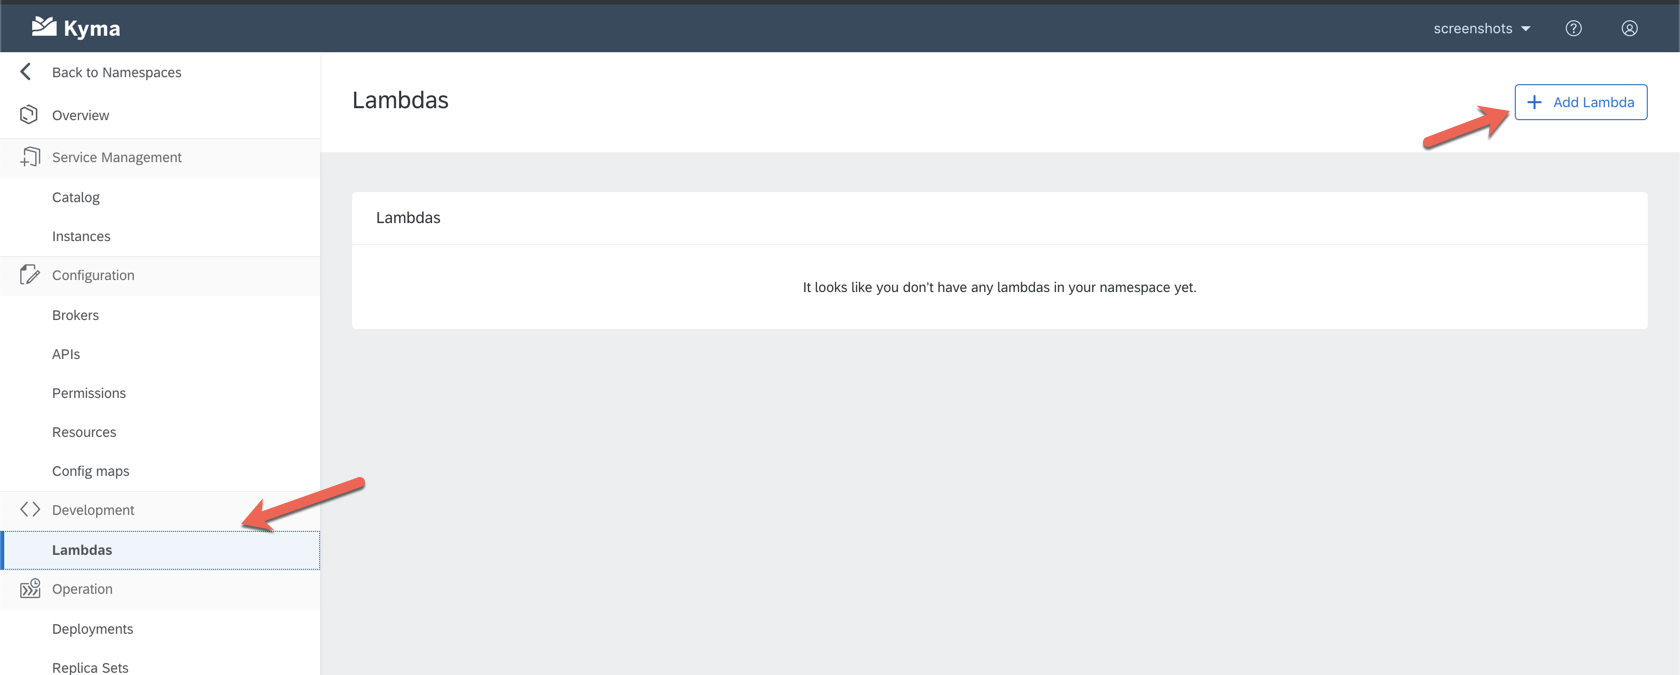 Kyma
screenshots
Back to Namespaces
Overview
Service Management
Catalog
Instances
Configuration
Brokers
APIs
Permissions
Resources
Config maps
Development
Lambdas
Operation
Deployments
Replica Sets
Lambdas
Add Lambda
Lambdas
It looks like you don't have any lambdas in your namespace yet.